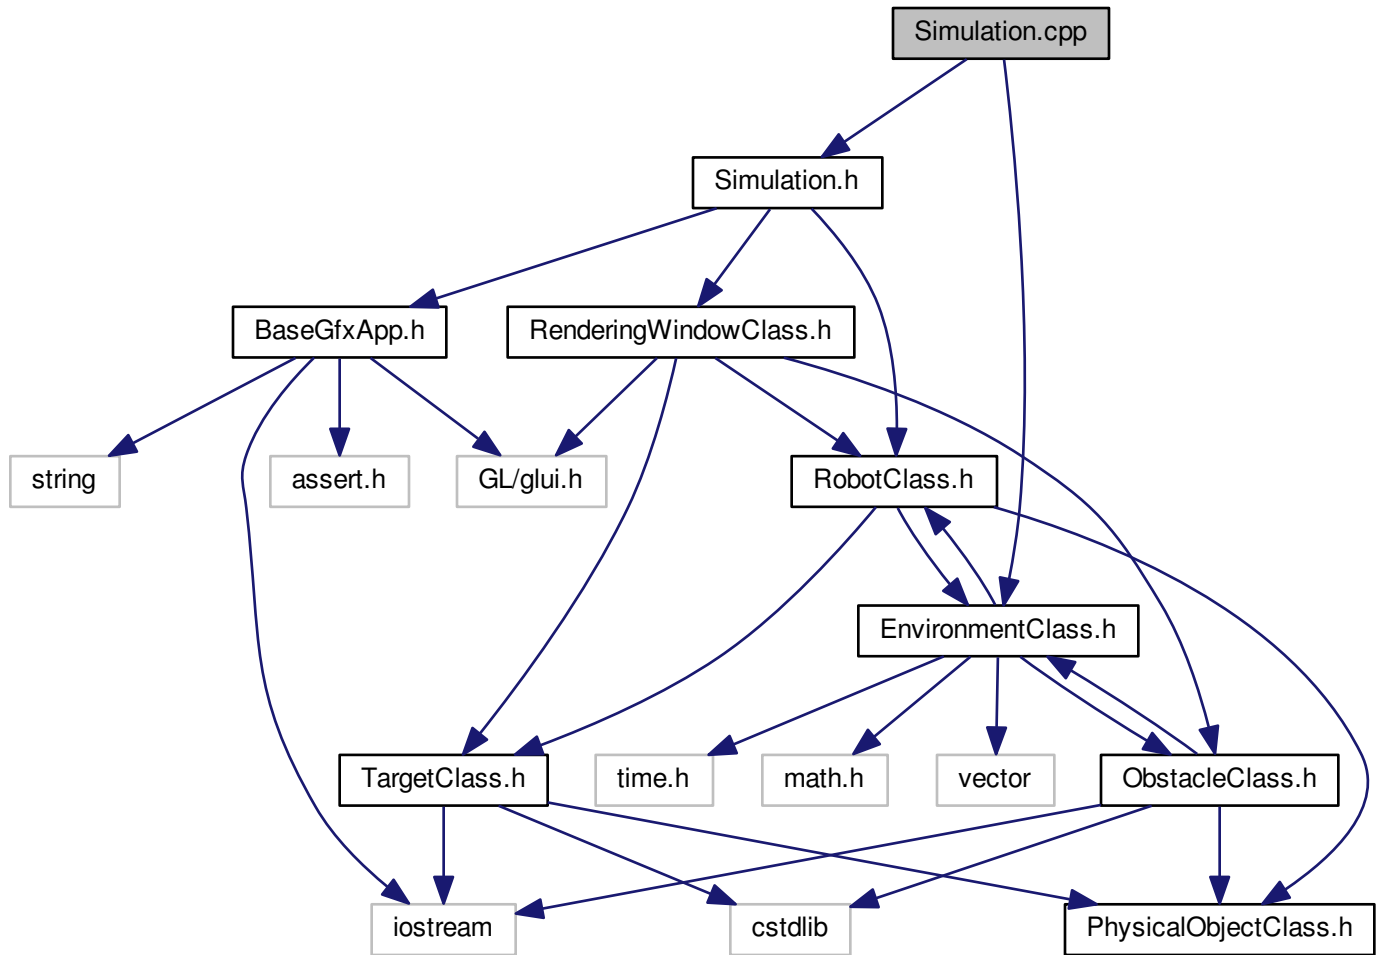 Simulation.cpp
Simulation.h
BaseGfxApp.h
RenderingWindowClass.h
string
assert.h
GL/glui.h
RobotClass.h
EnvironmentClass.h
TargetClass.h
time.h
math.h
vector
ObstacleClass.h
iostream
cstdlib
PhysicalObjectClass.h